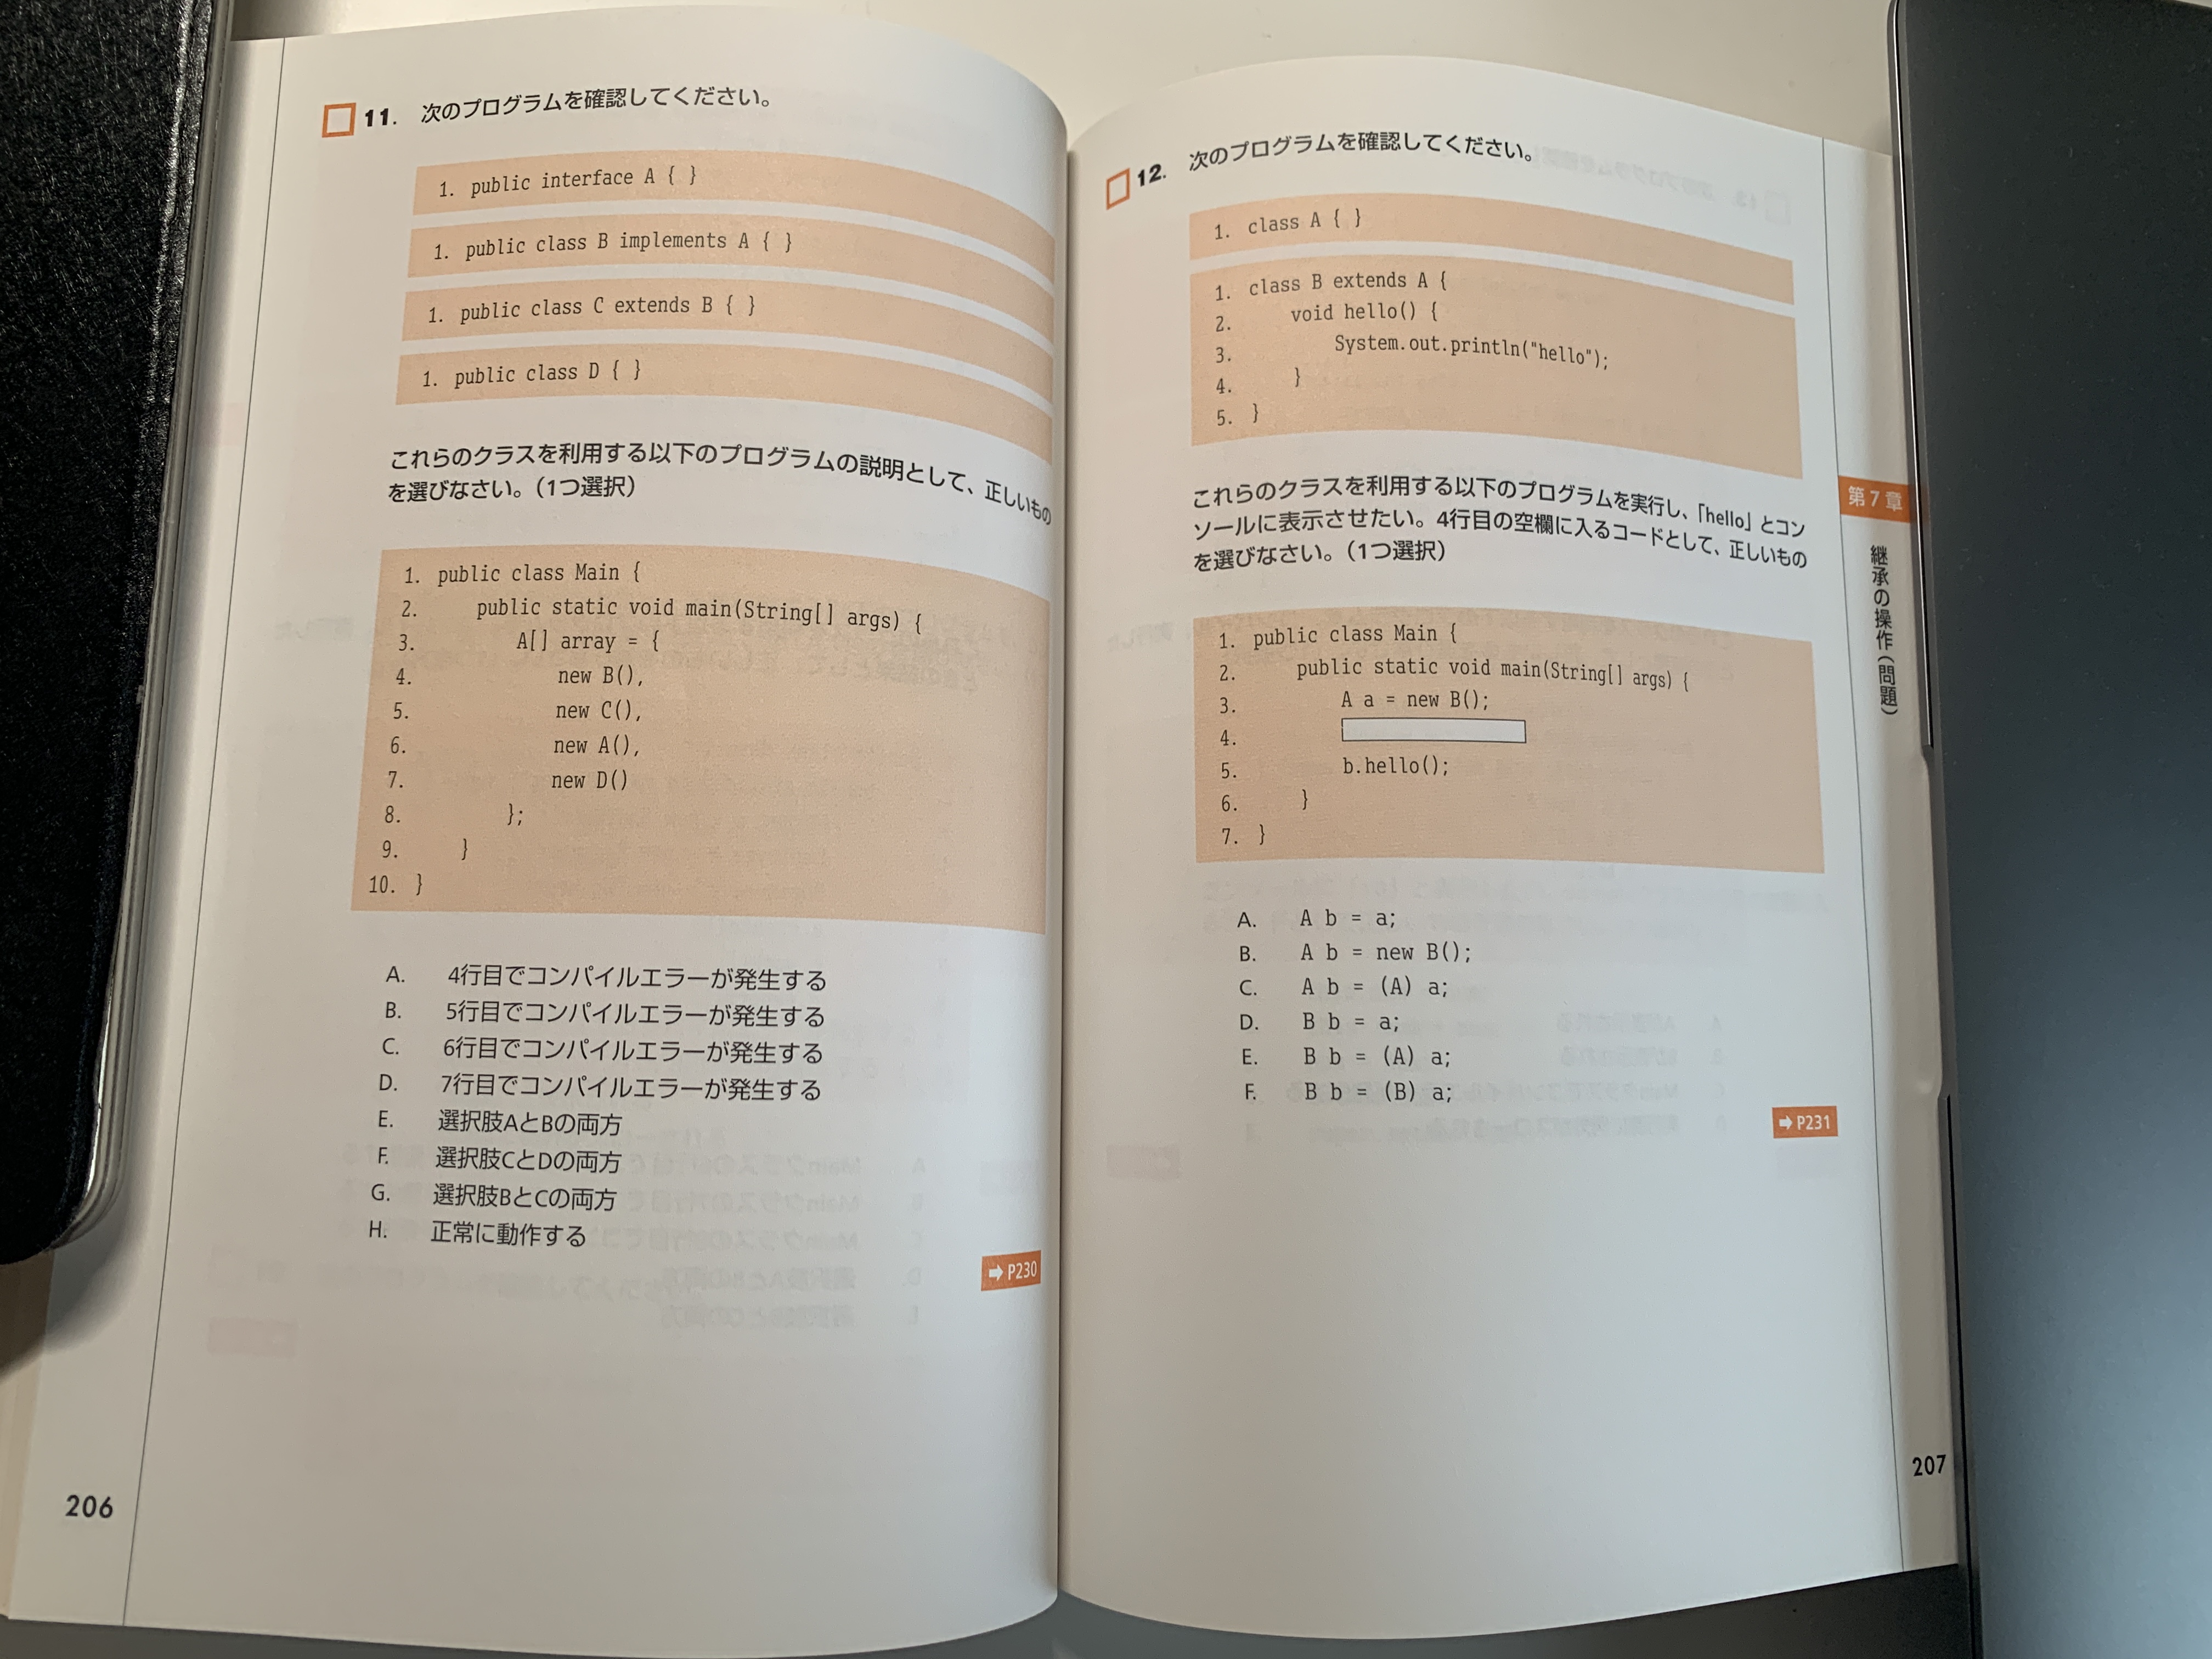 11. 次のプログラムを確認してください。
1. public interface A { }
1. public class B implements A { }
1. public class C extends B { }
1. public class D { }
これらのクラスを利用する以下のプログラムの説明として、正しいもの
を選びなさい。（1つ選択）
1. public class Main {
2. public static void main(String[] args) {
3. A[] array = {
4. new B(),
5. new C(),
6. new A(),
7. new D()
8. };
9. }
10. }
A. 4行目でコンパイルエラーが発生する
B. 5行目でコンパイルエラーが発生する
C. 6行目でコンパイルエラーが発生する
D. 7行目でコンパイルエラーが発生する
E. 選択肢AとBの両方
F. 選択肢CとDの両方
G. 選択肢BとCの両方
H. 正常に動作する
➡ P230
206
12. 次のプログラムを確認してください。
1. class A { }
1. class B extends A {
2. void hello() {
3. System.out.println("hello");
4. }
5. }
これらのクラスを利用する以下のプログラムを実行し、「hello」とコン
ソールに表示させたい。4行目の空欄に入るコードとして、正しいもの
を選びなさい。（1つ選択）
1. public class Main {
2. public static void main(String[] args) {
3. A a = new B();
4.
5. b.hello();
6. }
7. }
A. A b = a;
B. A b = new B();
C. A b = (A) a;
D. B b = a;
E. B b = (A) a;
F. B b = (B) a;
➡ P231
第7章
継承の操作（問題）
207